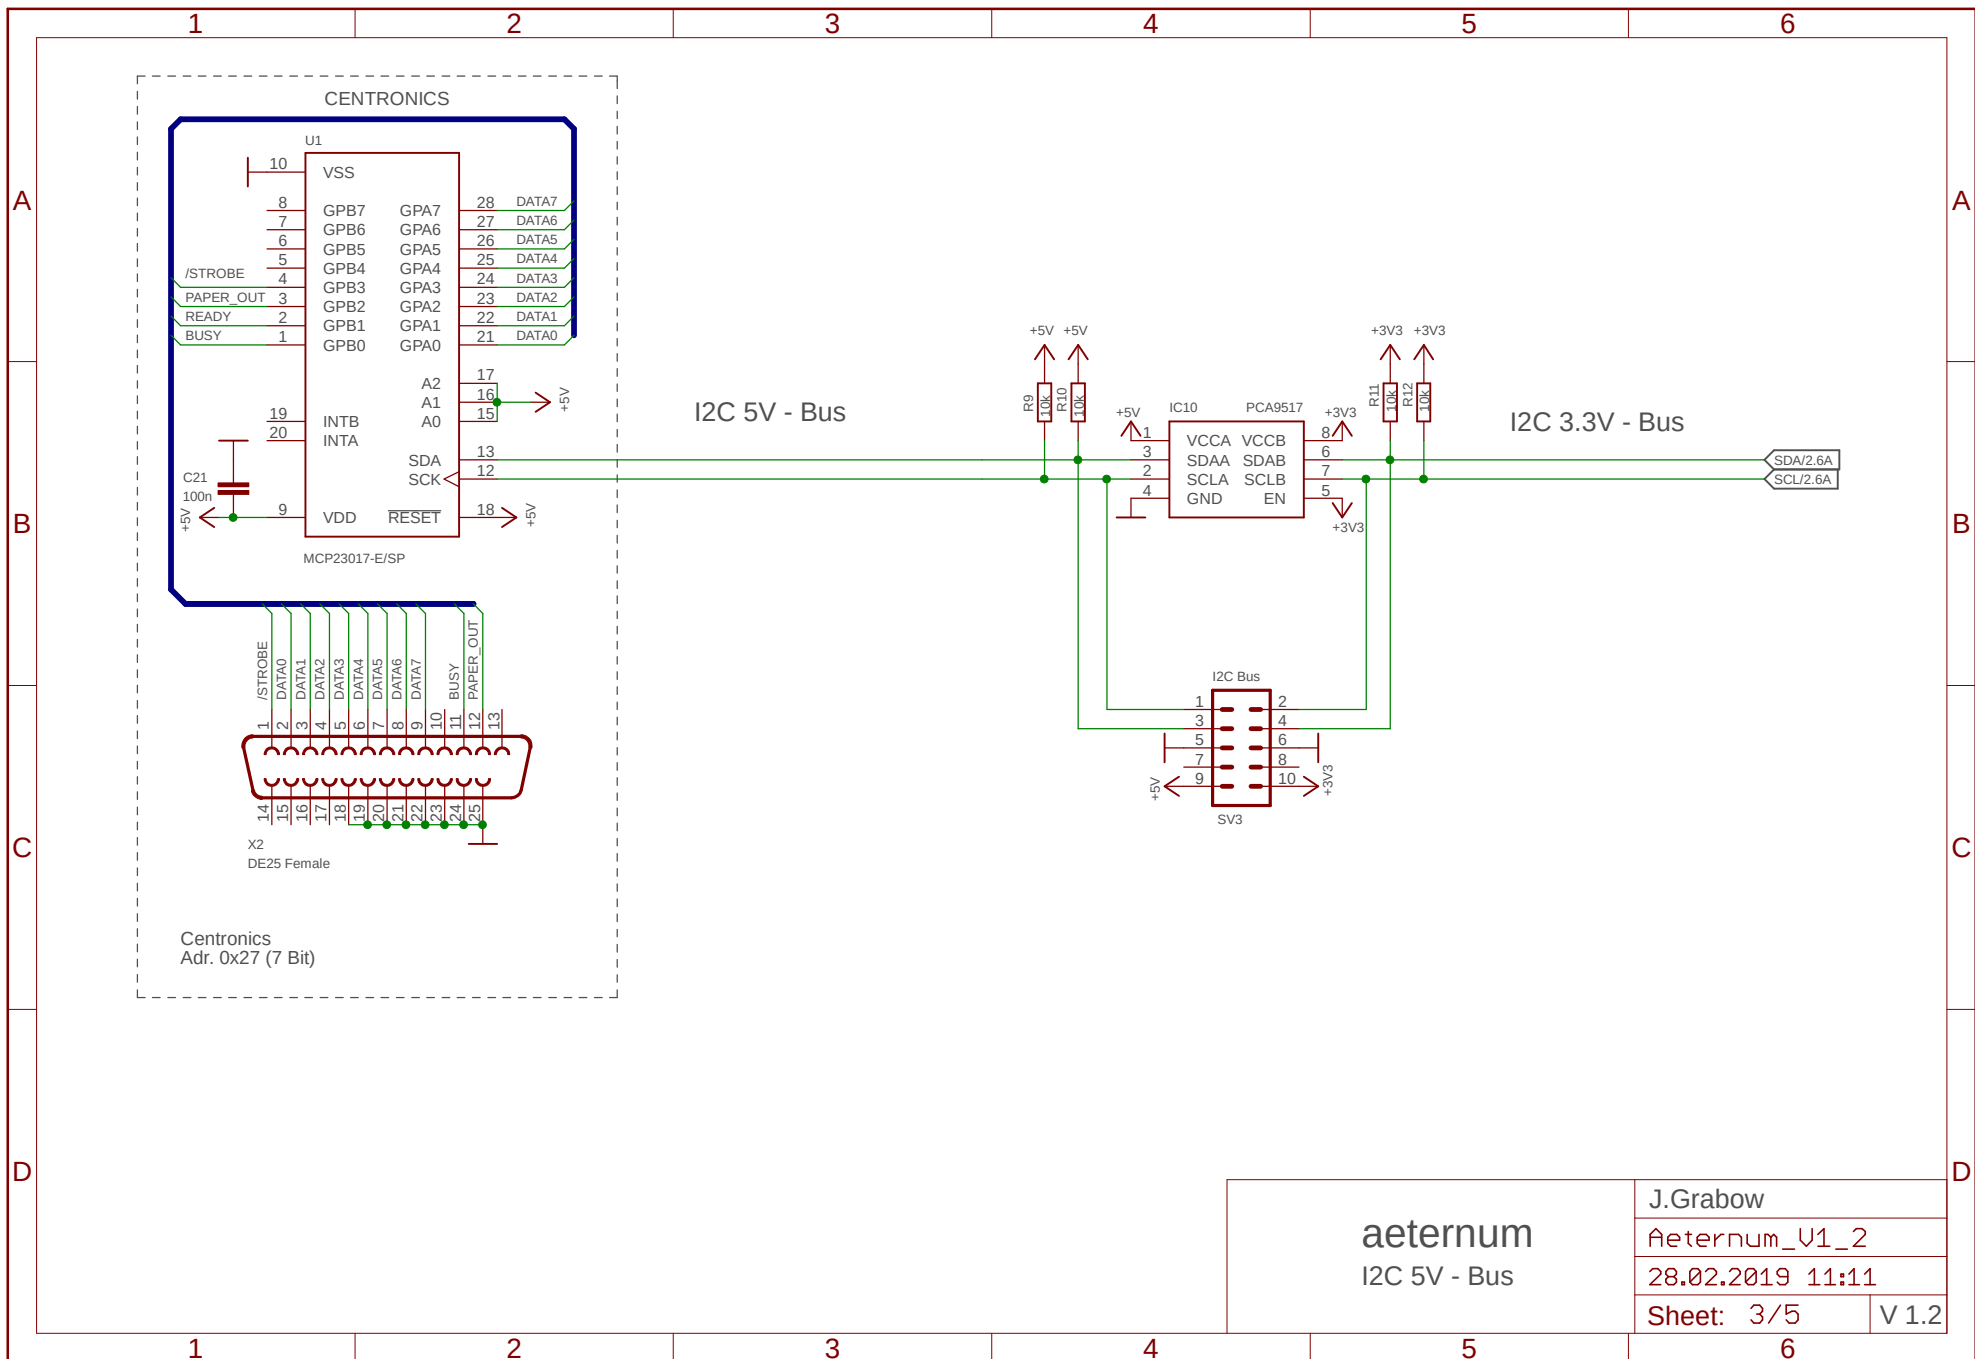 1 2 3 4 5 6
A A
B B
C C
D D
1 2 3 4 5 6
CENTRONICS
U1
10 VSS
8 GPB7 GPA7 28 DATA7
7 GPB6 GPA6 27 DATA6
6 GPB5 GPA5 26 DATA5
5 GPB4 GPA4 25 DATA4
/STROBE 4 GPB3 GPA3 24 DATA3
PAPER_OUT 3 GPB2 GPA2 23 DATA2
READY 2 GPB1 GPA1 22 DATA1
BUSY 1 GPB0 GPA0 21 DATA0
A2 17
A1 16 +5V
19 INTB A0 15
20 INTA
SDA 13
SCK 12
C21
100n
+5V 9 VDD RESET 18 +5V
MCP23017-E/SP
/STROBE
DATA0
DATA1
DATA2
DATA3
DATA4
DATA5
DATA6
DATA7
BUSY
PAPER_OUT
1 2 3 4 5 6 7 8 9 10 11 12 13
14 15 16 17 18 19 20 21 22 23 24 25
X2
DE25 Female
Centronics
Adr. 0x27 (7 Bit)
I2C 5V - Bus
+5V +5V
R9 10k R10 10k
+3V3 +3V3
R11 10k R12 10k
IC10 PCA9517
+5V 1 VCCA VCCB 8 +3V3
3 SDAA SDAB 6
2 SCLA SCLB 7
4 GND EN 5
+3V3
I2C 3.3V - Bus
SDA/2.6A
SCL/2.6A
I2C Bus
1 2
3 4
5 6
7 8
+5V 9 10 +3V3
SV3
aeternum
I2C 5V - Bus
J.Grabow
Aeternum_V1_2
28.02.2019 11:11
Sheet: 3/5 V 1.2